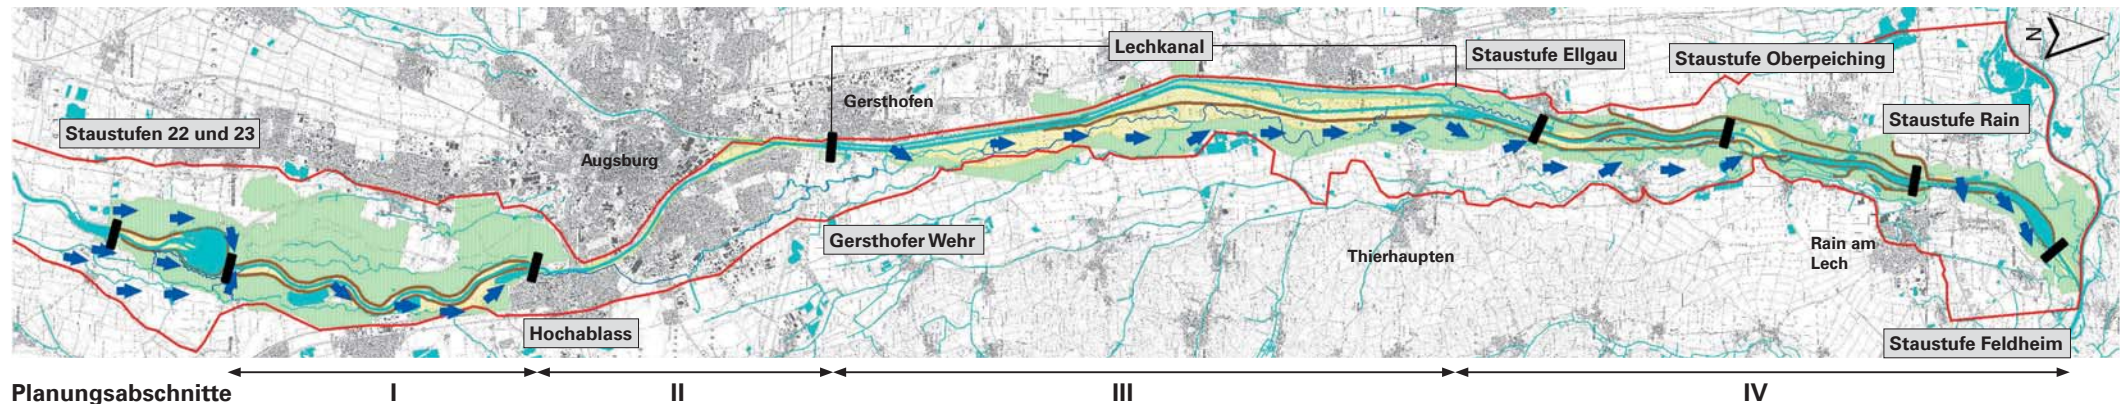 Lechkanal
Staustufe Ellgau
Staustufe Oberpeiching
N
Gersthofen
Staustufen 22 und 23
Staustufe Rain
Augsburg
Gersthofer Wehr
Thierhaupten
Rain am
Lech
Hochablass
Staustufe Feldheim
Planungsabschnitte
I
II
III
IV